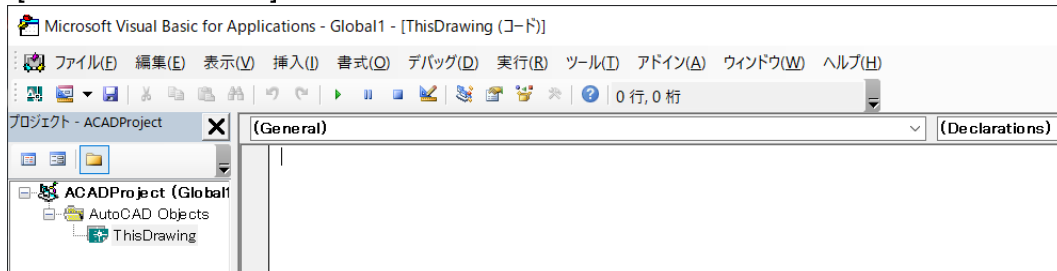 Microsoft Visual Basic for Applications - Global1 - [ThisDrawing (コード)]
ファイル(F) 編集(E) 表示(V) 挿入(I) 書式(O) デバッグ(D) 実行(R) ツール(T) アドイン(A) ウィンドウ(W) ヘルプ(H)
0 行, 0 桁
プロジェクト - ACADProject
(General) (Declarations)
ACADProject (Global1
AutoCAD Objects
ThisDrawing